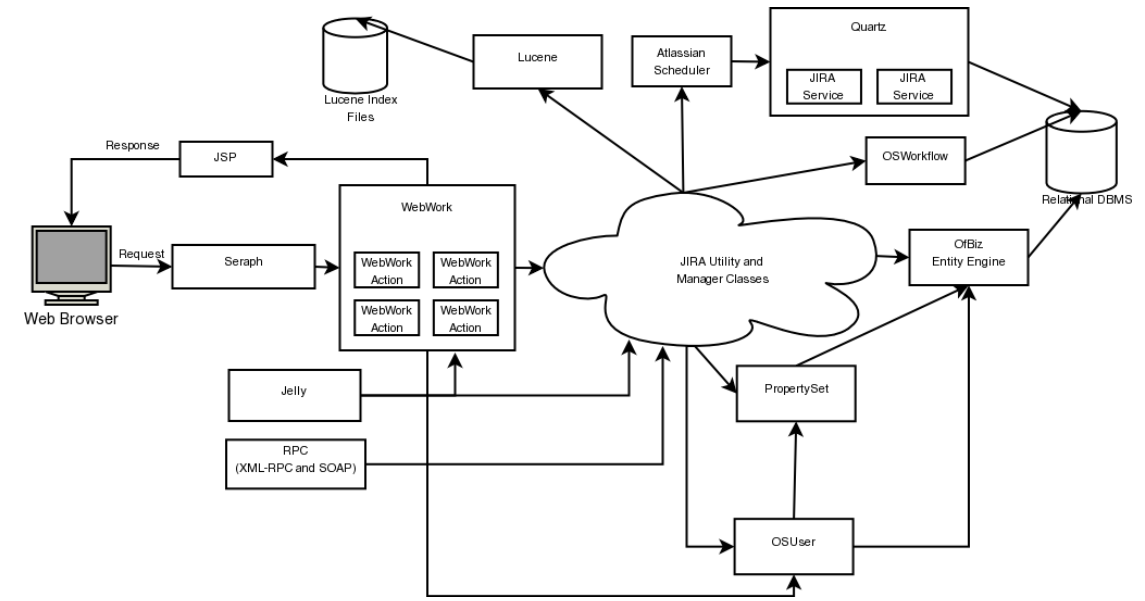 Quartz
Lucene
Atlassian
Scheduler
JIRA
Service
JIRA
Service
Lucene Index
Files
Response
JSP
OSWorkflow
Relational DBMS
WebWork
Request
Seraph
WebWork
Action
WebWork
Action
WebWork
Action
WebWork
Action
JIRA Utility and
Manager Classes
OfBiz
Entity Engine
Web Browser
Jelly
PropertySet
RPC
(XML-RPC and SOAP)
OSUser